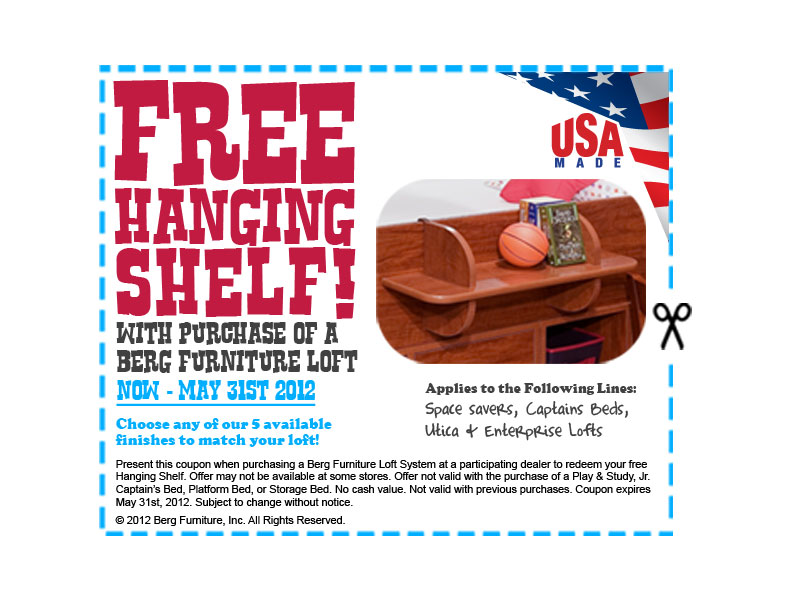 FREE
HANGING
SHELF!
WITH PURCHASE OF A
BERG FURNITURE LOFT
NOW - MAY 31ST 2012
Choose any of our 5 available
finishes to match your loft!
USA
MADE
Applies to the Following Lines:
Space savers, Captains Beds,
Utica & Enterprise Lofts
Present this coupon when purchasing a Berg Furniture Loft System at a participating dealer to redeem your free
Hanging Shelf. Offer may not be available at some stores. Offer not valid with the purchase of a Play & Study, Jr.
Captain's Bed, Platform Bed, or Storage Bed. No cash value. Not valid with previous purchases. Coupon expires
May 31st, 2012. Subject to change without notice.
© 2012 Berg Furniture, Inc. All Rights Reserved.